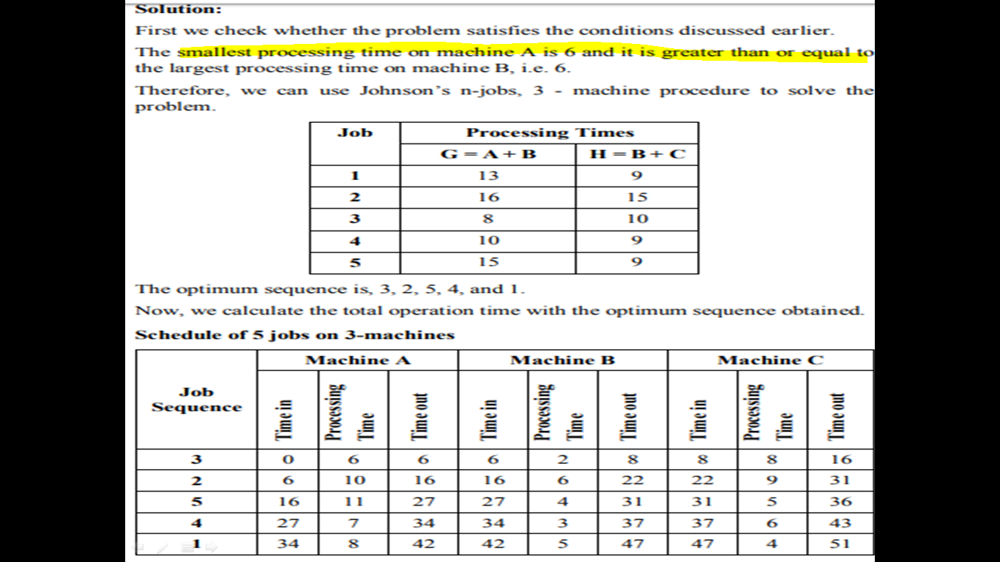 Solution:
First we check whether the problem satisfies the conditions discussed earlier.
The smallest processing time on machine A is 6 and it is greater than or equal to
the largest processing time on machine B, i.e. 6.
Therefore, we can use Johnson's n-jobs, 3 - machine procedure to solve the
problem.
Job Processing Times
G = A + B H = B + C
1 13 9
2 16 15
3 8 10
4 10 9
5 15 9
The optimum sequence is, 3, 2, 5, 4, and 1.
Now, we calculate the total operation time with the optimum sequence obtained.
Schedule of 5 jobs on 3-machines
Job Sequence Machine A Machine B Machine C
Time in Processing Time Time out Time in Processing Time Time out Time in Processing Time Time out
3 0 6 6 6 2 8 8 8 16
2 6 10 16 16 6 22 22 9 31
5 16 11 27 27 4 31 31 5 36
4 27 7 34 34 3 37 37 6 43
1 34 8 42 42 5 47 47 4 51